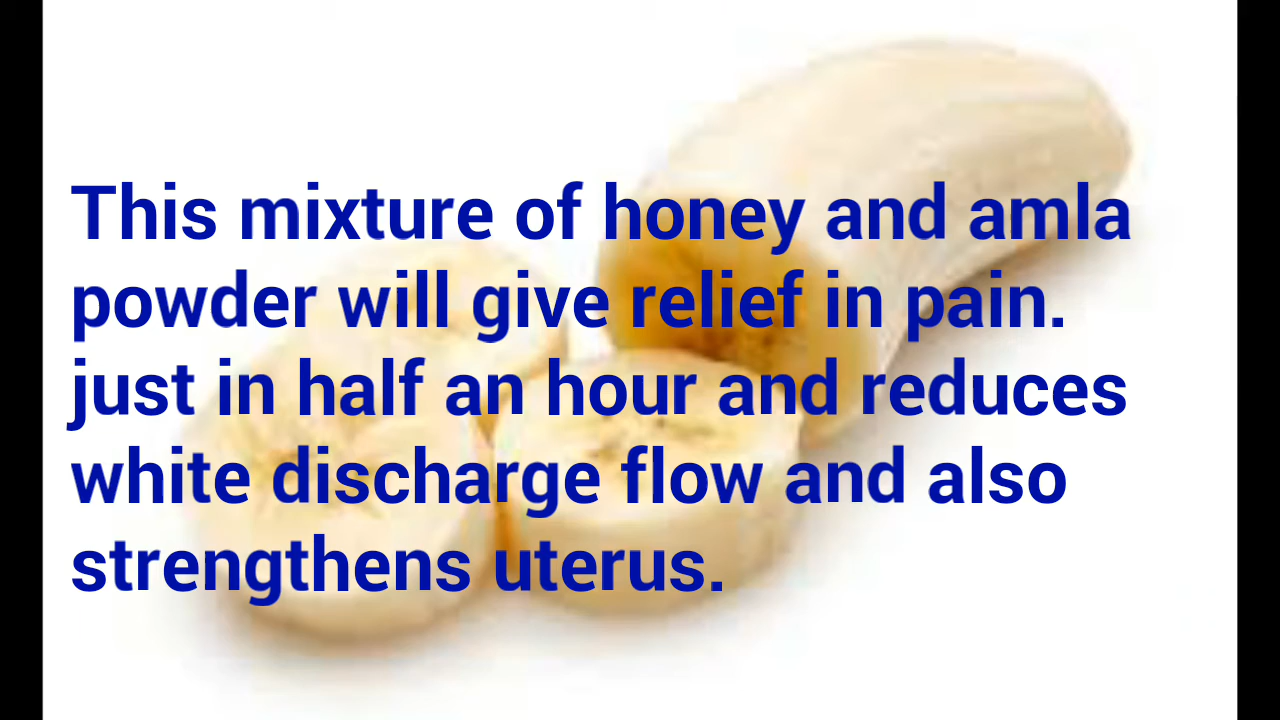 This mixture of honey and amla
powder will give relief in pain.
just in half an hour and reduces
white discharge flow and also
strengthens uterus.